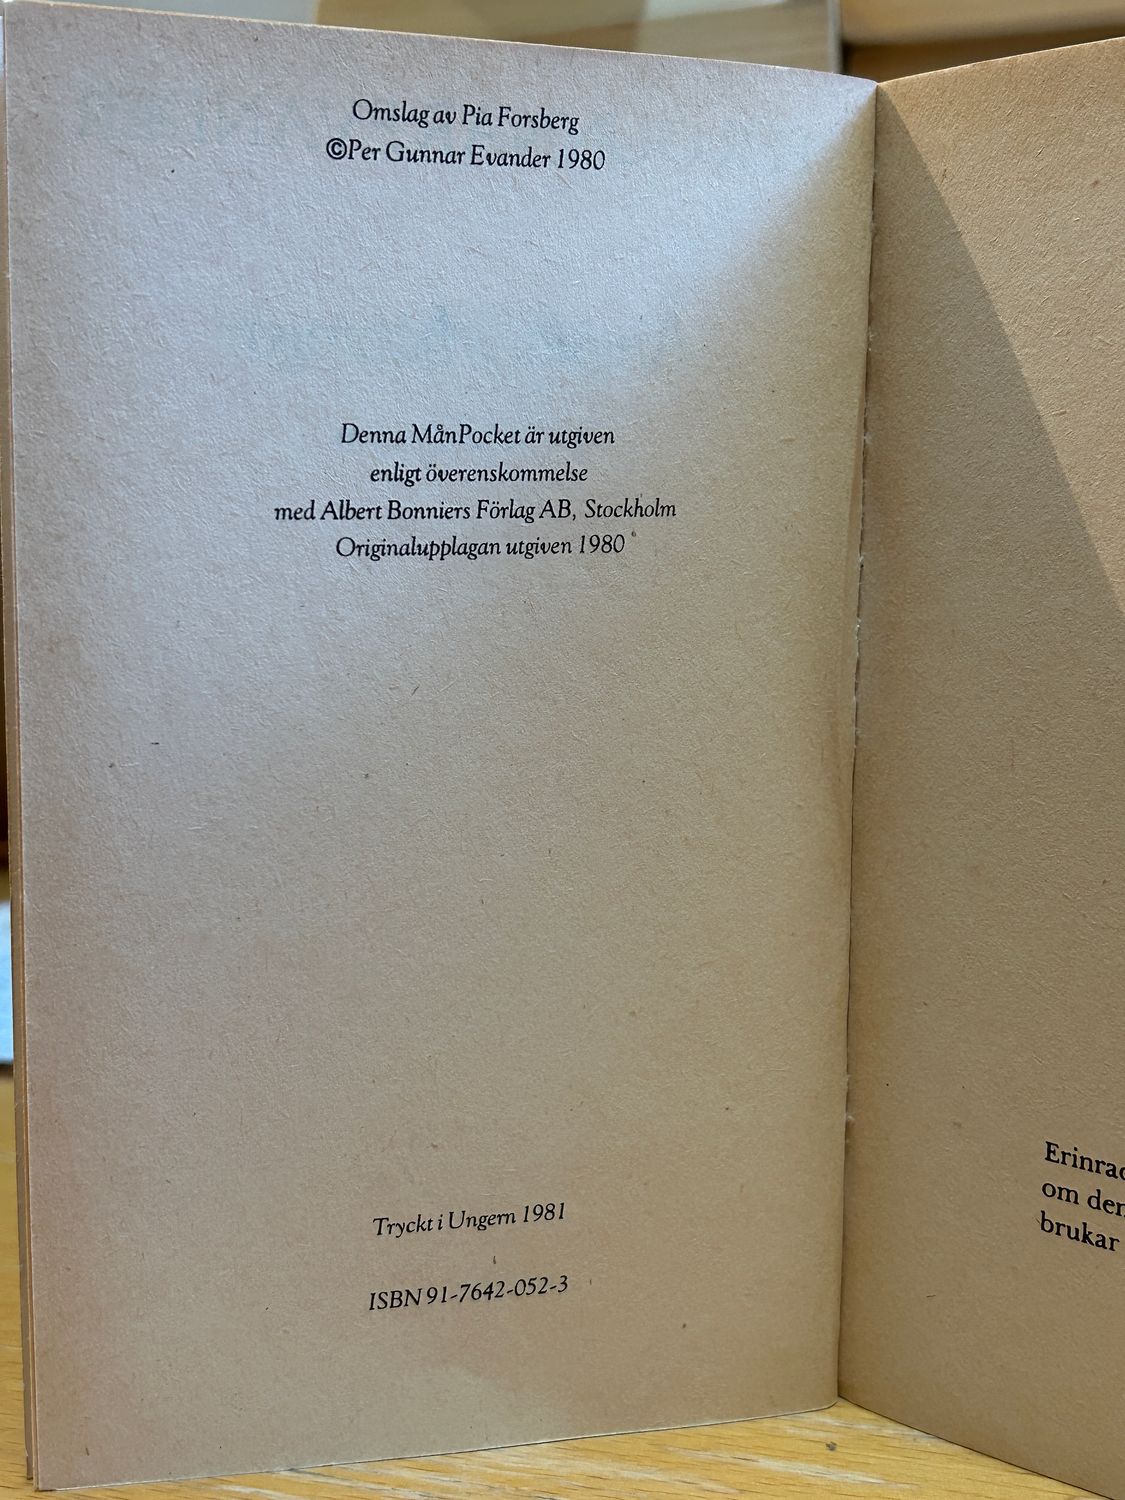 Omslag av Pia Forsberg
©Per Gunnar Evander 1980
Denna MånPocket är utgiven
enligt överenskommelse
med Albert Bonniers Förlag AB, Stockholm
Originalupplagan utgiven 1980
Tryckt i Ungern 1981
ISBN 91-7642-052-3
om
brukar